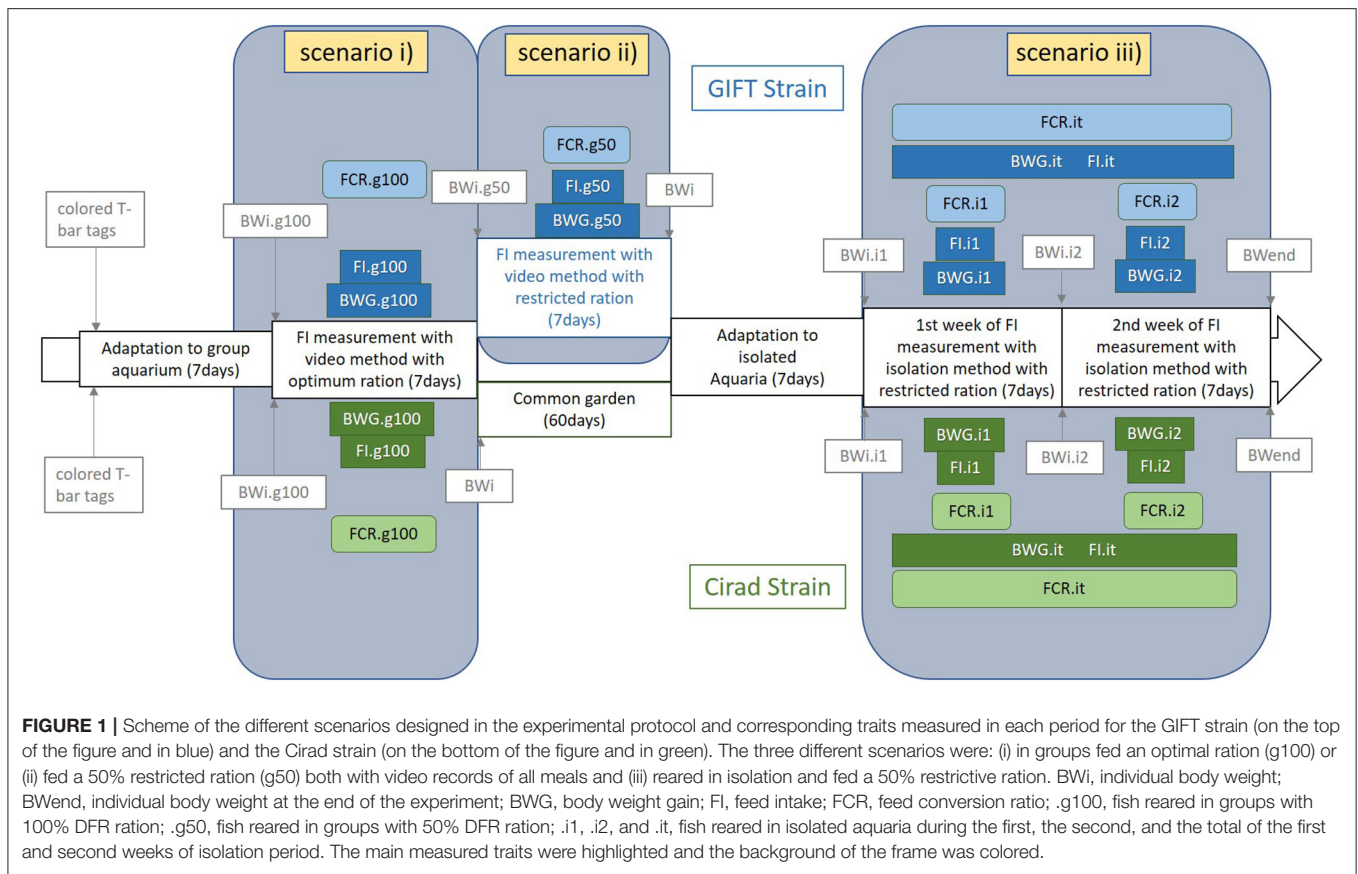 scenario i)
scenario ii)
scenario iii)
GIFT Strain
FCR.it
BWG.it FI.it
FCR.g50
FCR.g100
BWi.g50
FI.g50
BWi
BWG.g50
FCR.i1
FCR.i2
colored T-
bar tags
BWi.g100
FI.g100
BWG.g100
FI measurement with
video method with
restricted ration
(7days)
BWi.i1
FI.i1
BWG.i1
BWi.i2
FI.i2
BWG.i2
BWend
Adaptation to group
aquarium (7days)
FI measurement with
video method with
optimum ration (7days)
Adaptation to
isolated
Aquaria (7days)
1st week of FI
measurement with
isolation method with
restricted ration (7days)
2nd week of FI
measurement with
isolation method with
restricted ration (7days)
Common garden
(60days)
BWG.g100
FI.g100
colored T-
bar tags
BWi.g100
BWi
BWi.i1
BWG.i1
FI.i1
BWi.i2
BWG.i2
FI.i2
BWend
FCR.g100
FCR.i1
FCR.i2
BWG.it FI.it
Cirad Strain
FCR.it
FIGURE 1 | Scheme of the different scenarios designed in the experimental protocol and corresponding traits measured in each period for the GIFT strain (on the top
of the figure and in blue) and the Cirad strain (on the bottom of the figure and in green). The three different scenarios were: (i) in groups fed an optimal ration (g100) or
(ii) fed a 50% restricted ration (g50) both with video records of all meals and (iii) reared in isolation and fed a 50% restrictive ration. BWi, individual body weight;
BWend, individual body weight at the end of the experiment; BWG, body weight gain; FI, feed intake; FCR, feed conversion ratio; .g100, fish reared in groups with
100% DFR ration; .g50, fish reared in groups with 50% DFR ration; .i1, .i2, and .it, fish reared in isolated aquaria during the first, the second, and the total of the first
and second weeks of isolation period. The main measured traits were highlighted and the background of the frame was colored.